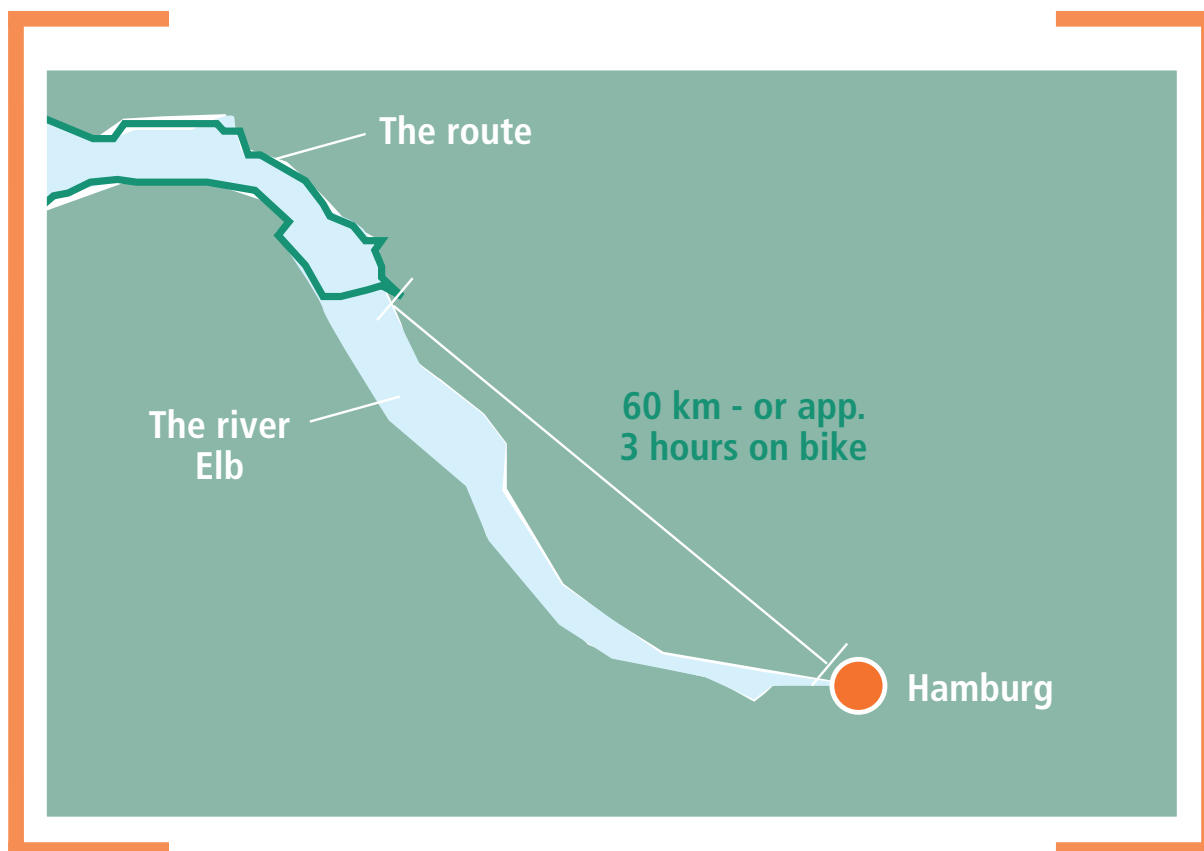 The route
60 km - or app.
3 hours on bike
The river
Elb
Hamburg